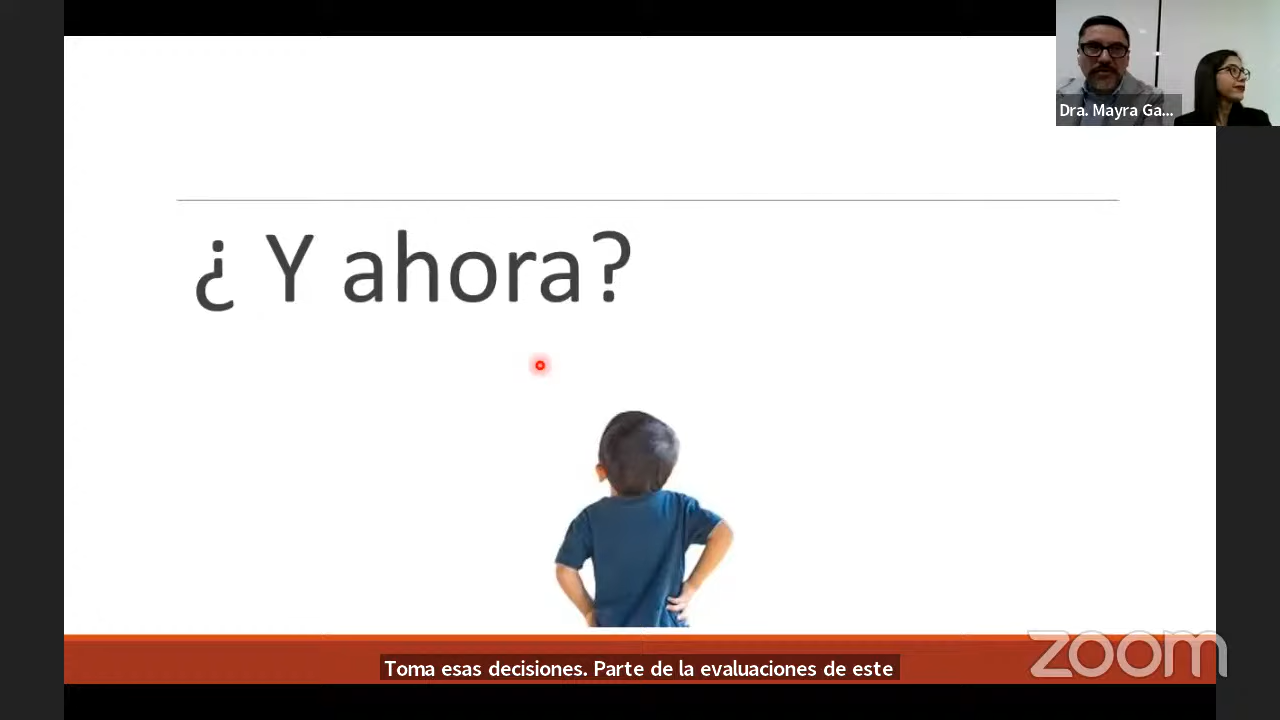 Dra. Mayra Ga...
¿ Y ahora?
zoom
Toma esas decisiones. Parte de la evaluaciones de este